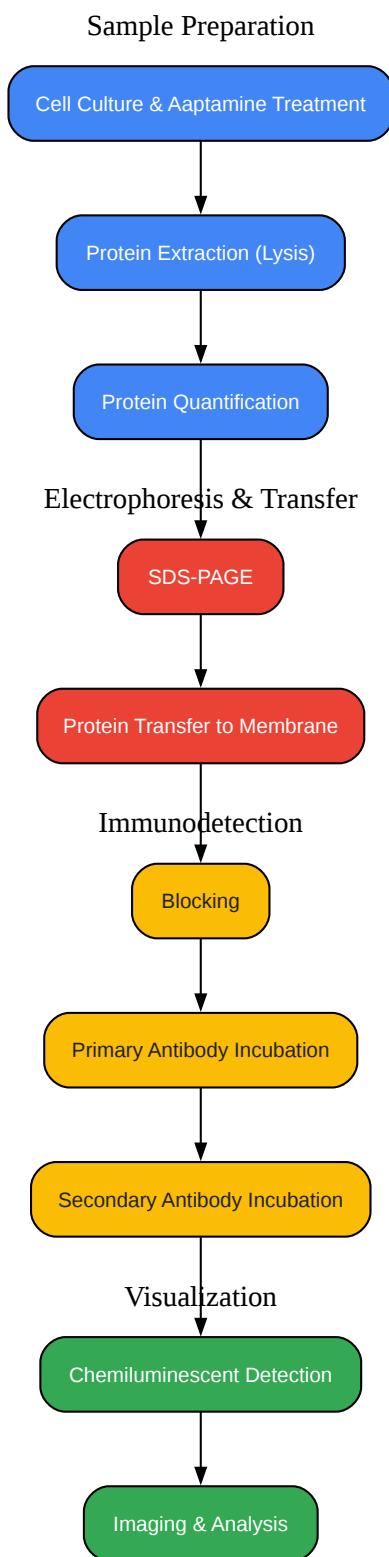 Sample Preparation
Cell Culture & Aaptamine Treatment
Protein Extraction (Lysis)
Protein Quantification
Electrophoresis & Transfer
SDS-PAGE
Protein Transfer to Membrane
Immunodetection
Blocking
Primary Antibody Incubation
Secondary Antibody Incubation
Visualization
Chemiluminescent Detection
Imaging & Analysis